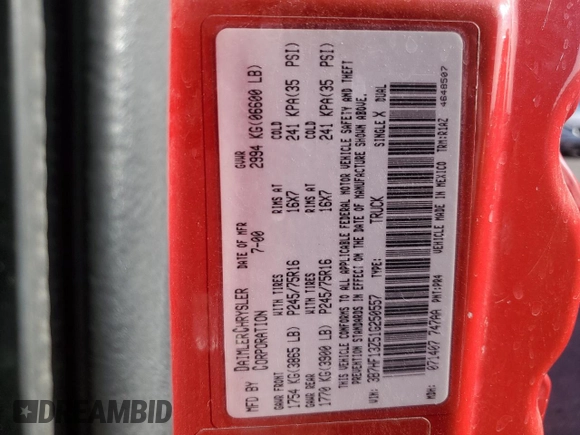 MFD BY DAIMLERCHRYSLER CORPORATION
DATE OF MFR 7-00
GVWR 2994 KG(06600 LB)
GAWR FRONT WITH TIRES RIMS AT COLD
1754 KG(3865 LB) P245/75R16 16X7 241 KPA(35 PSI)
GAWR REAR WITH TIRES RIMS AT COLD
1770 KG(3900 LB) P245/75R16 16X7 241 KPA(35 PSI)
THIS VEHICLE CONFORMS TO ALL APPLICABLE FEDERAL MOTOR VEHICLE SAFETY AND THEFT
PREVENTION STANDARDS IN EFFECT ON THE DATE OF MANUFACTURE SHOWN ABOVE.
VIN: 3B7HF13Z51G250557 TYPE: TRUCK SINGLE X DUAL
MDH: 071407 747AA PNT:PR4 VEHICLE MADE IN MEXICO TRM:R1AZ
4648507
DREAMBID